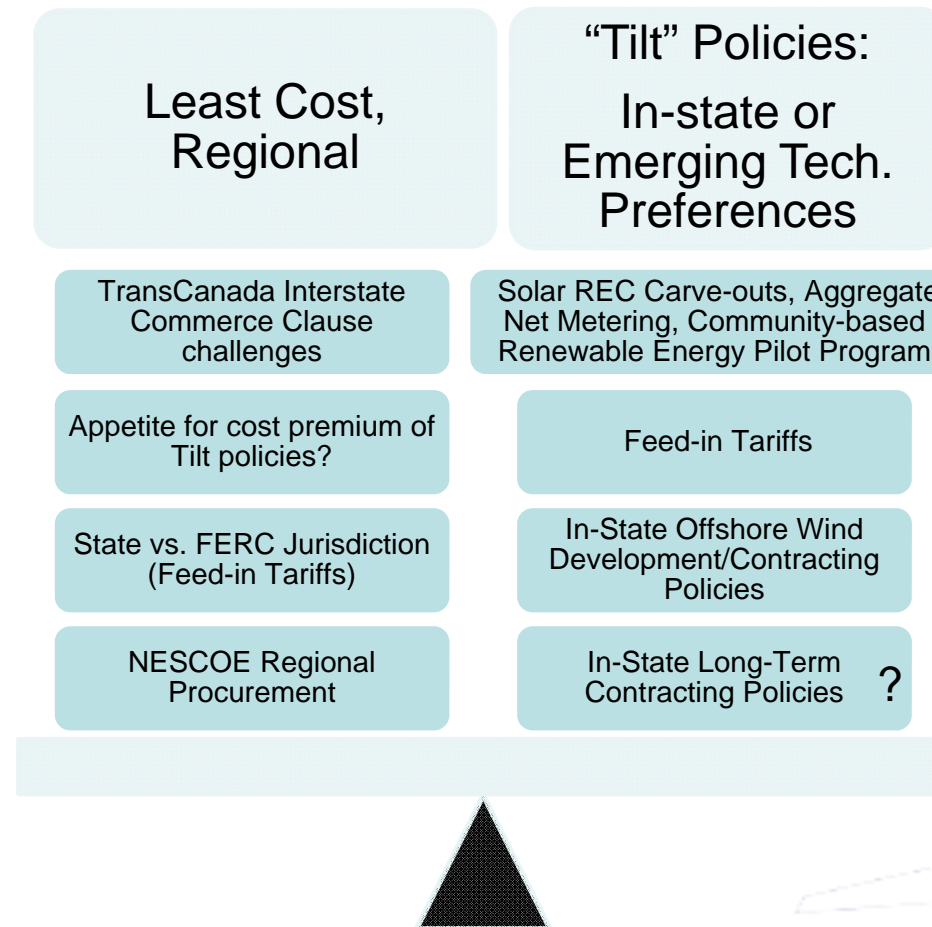 Least Cost,
Regional
TransCanada Interstate
Commerce Clause
challenges
Appetite for cost premium of
Tilt policies?
State vs. FERC Jurisdiction
(Feed-in Tariffs)
NESCOE Regional
Procurement
“Tilt” Policies:
In-state or
Emerging Tech.
Preferences
Solar REC Carve-outs, Aggregate
Net Metering, Community-based
Renewable Energy Pilot Program
Feed-in Tariffs
In-State Offshore Wind
Development/Contracting
Policies
In-State Long-Term
Contracting Policies ?